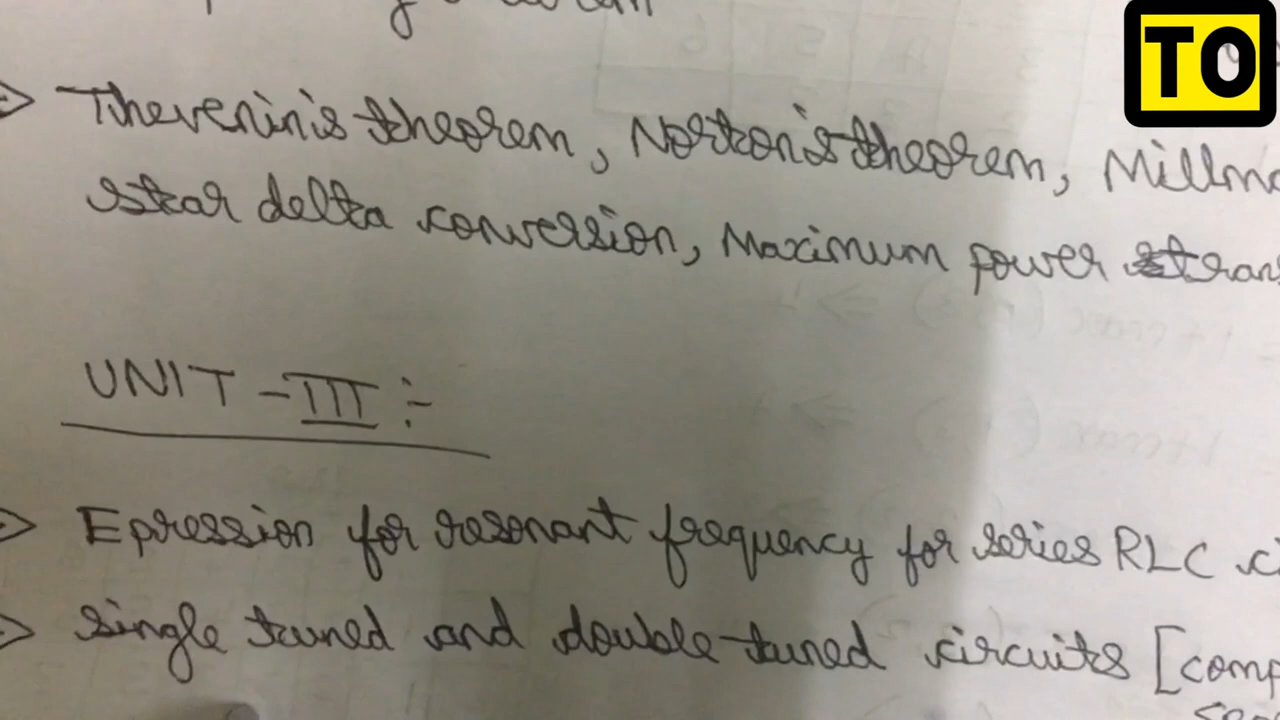 TO
=> Thevenin's theorem, Norton's theorem, Millma
star delta conversion, Maximum power trans
UNIT - III :-
=> Epression for resonant frequency for series RLC ci
=> single tuned and double tuned circuits [comp